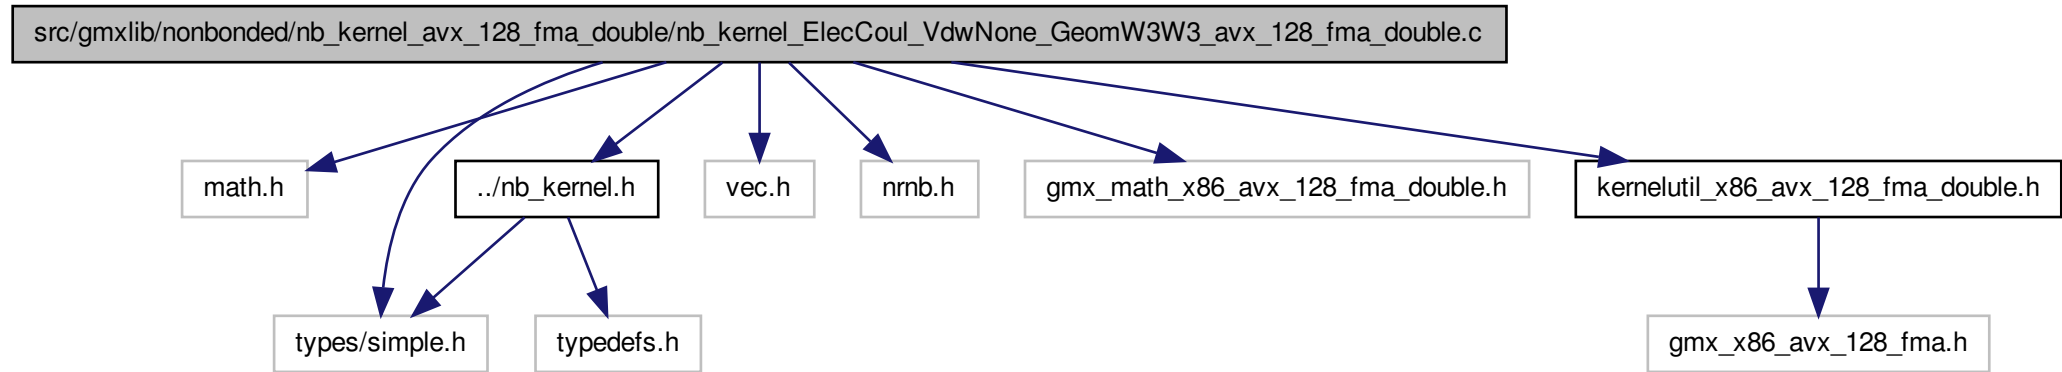 src/gmxlib/nonbonded/nb_kernel_avx_128_fma_double/nb_kernel_ElecCoul_VdwNone_GeomW3W3_avx_128_fma_double.c
math.h
../nb_kernel.h
vec.h
nrnb.h
gmx_math_x86_avx_128_fma_double.h
kernelutil_x86_avx_128_fma_double.h
types/simple.h
typedefs.h
gmx_x86_avx_128_fma.h